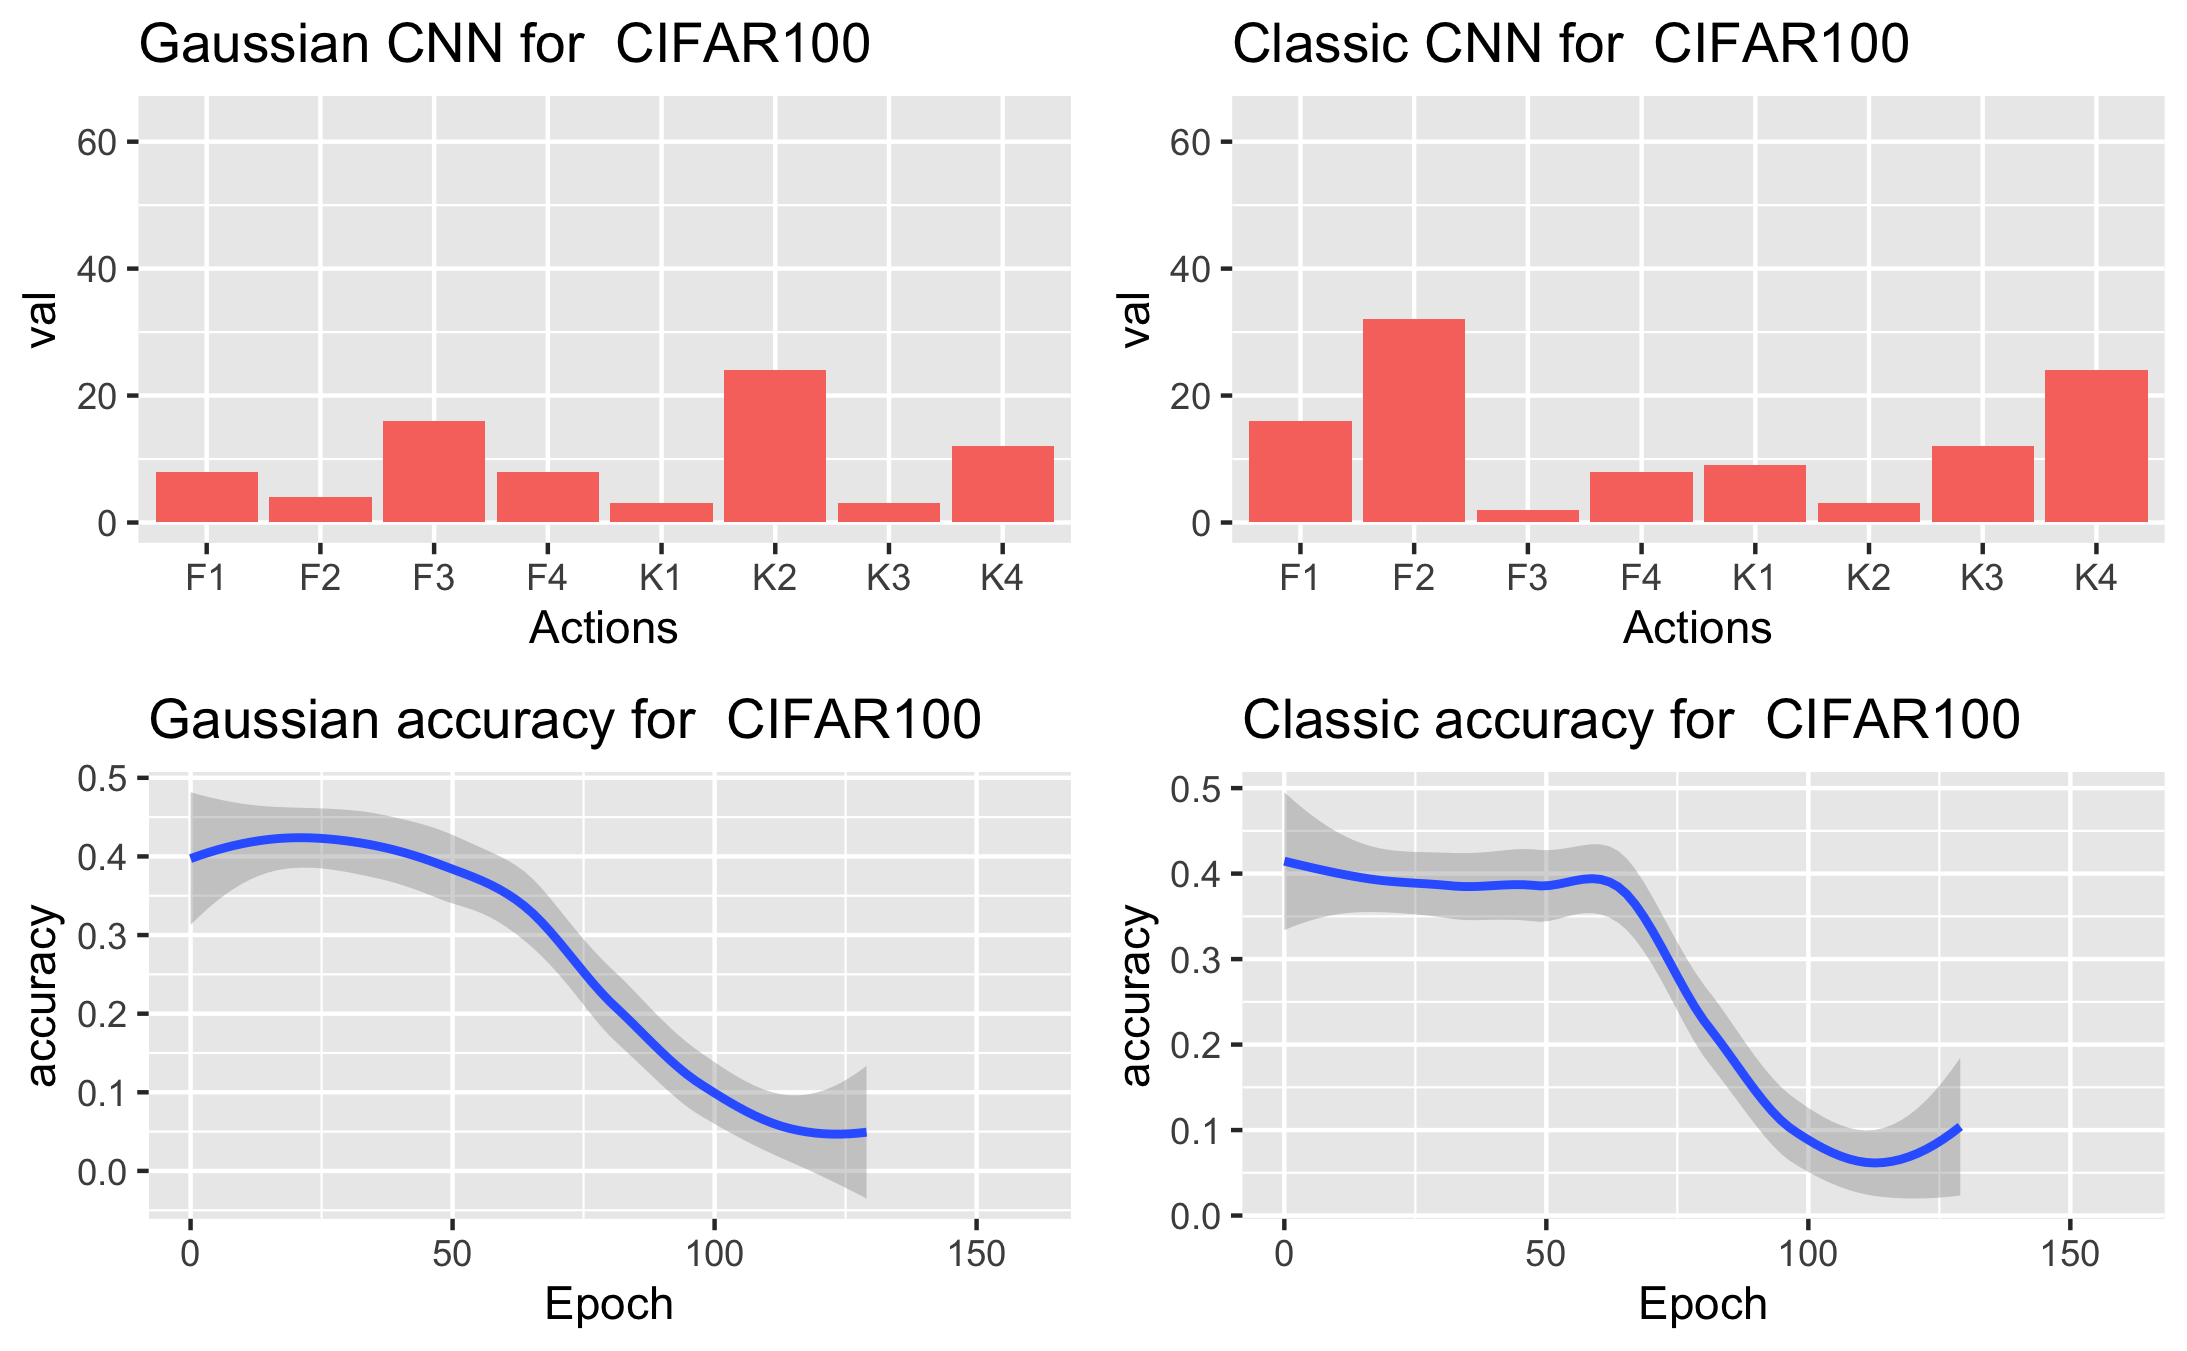 Gaussian CNN for  CIFAR100
60
40
20
0
val
F1 F2 F3 F4 K1 K2 K3 K4
Actions
Classic CNN for  CIFAR100
60
40
20
0
val
F1 F2 F3 F4 K1 K2 K3 K4
Actions
Gaussian accuracy for  CIFAR100
0.5
0.4
0.3
0.2
0.1
0.0
accuracy
0 50 100 150
Epoch
Classic accuracy for  CIFAR100
0.5
0.4
0.3
0.2
0.1
0.0
accuracy
0 50 100 150
Epoch